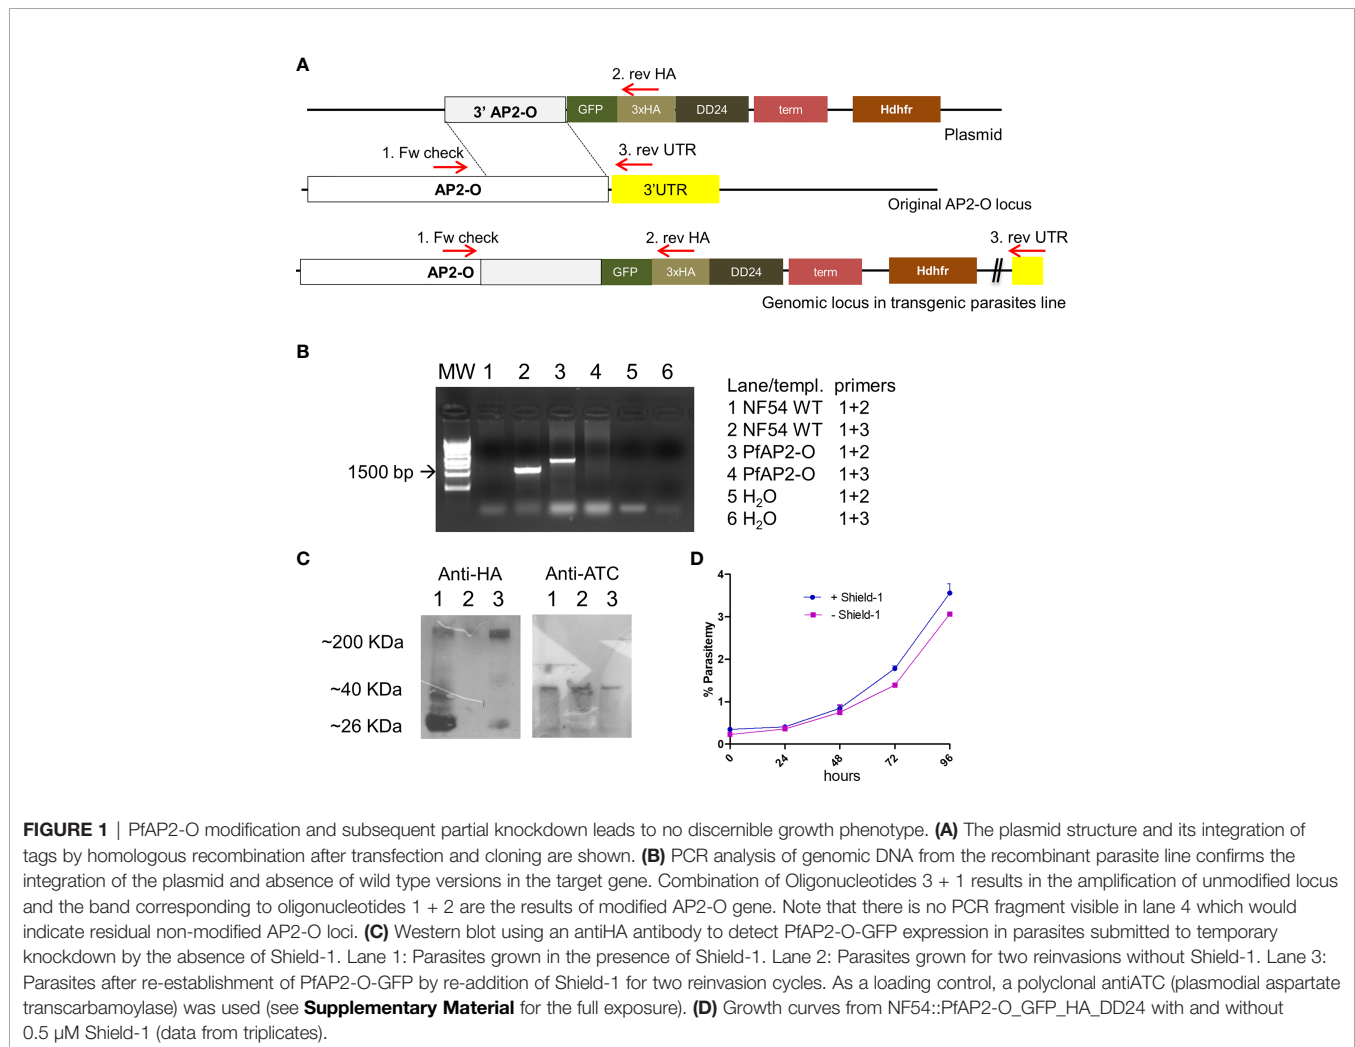 A
2. rev HA
3' AP2-O GFP 3xHA DD24 term Hdhfr
Plasmid
1. Fw check
3. rev UTR
AP2-O 3'UTR
Original AP2-O locus
1. Fw check 2. rev HA 3. rev UTR
AP2-O GFP 3xHA DD24 term Hdhfr
Genomic locus in transgenic parasites line
B
MW 1 2 3 4 5 6
1500 bp
Lane/templ. primers
1 NF54 WT 1+2
2 NF54 WT 1+3
3 PfAP2-O 1+2
4 PfAP2-O 1+3
5 H2O 1+2
6 H2O 1+3
C
Anti-HA Anti-ATC
1 2 3 1 2 3
~200 KDa
~40 KDa
~26 KDa
D
4
3
2
1
0
% Parasitemy
+ Shield-1
- Shield-1
0 24 48 72 96
hours
FIGURE 1 | PfAP2-O modification and subsequent partial knockdown leads to no discernible growth phenotype. (A) The plasmid structure and its integration of
tags by homologous recombination after transfection and cloning are shown. (B) PCR analysis of genomic DNA from the recombinant parasite line confirms the
integration of the plasmid and absence of wild type versions in the target gene. Combination of Oligonucleotides 3 + 1 results in the amplification of unmodified locus
and the band corresponding to oligonucleotides 1 + 2 are the results of modified AP2-O gene. Note that there is no PCR fragment visible in lane 4 which would
indicate residual non-modified AP2-O loci. (C) Western blot using an antiHA antibody to detect PfAP2-O-GFP expression in parasites submitted to temporary
knockdown by the absence of Shield-1. Lane 1: Parasites grown in the presence of Shield-1. Lane 2: Parasites grown for two reinvasions without Shield-1. Lane 3:
Parasites after re-establishment of PfAP2-O-GFP by re-addition of Shield-1 for two reinvasion cycles. As a loading control, a polyclonal antiATC (plasmodial aspartate
transcarbamoylase) was used (see Supplementary Material for the full exposure). (D) Growth curves from NF54::PfAP2-O_GFP_HA_DD24 with and without
0.5 µM Shield-1 (data from triplicates).